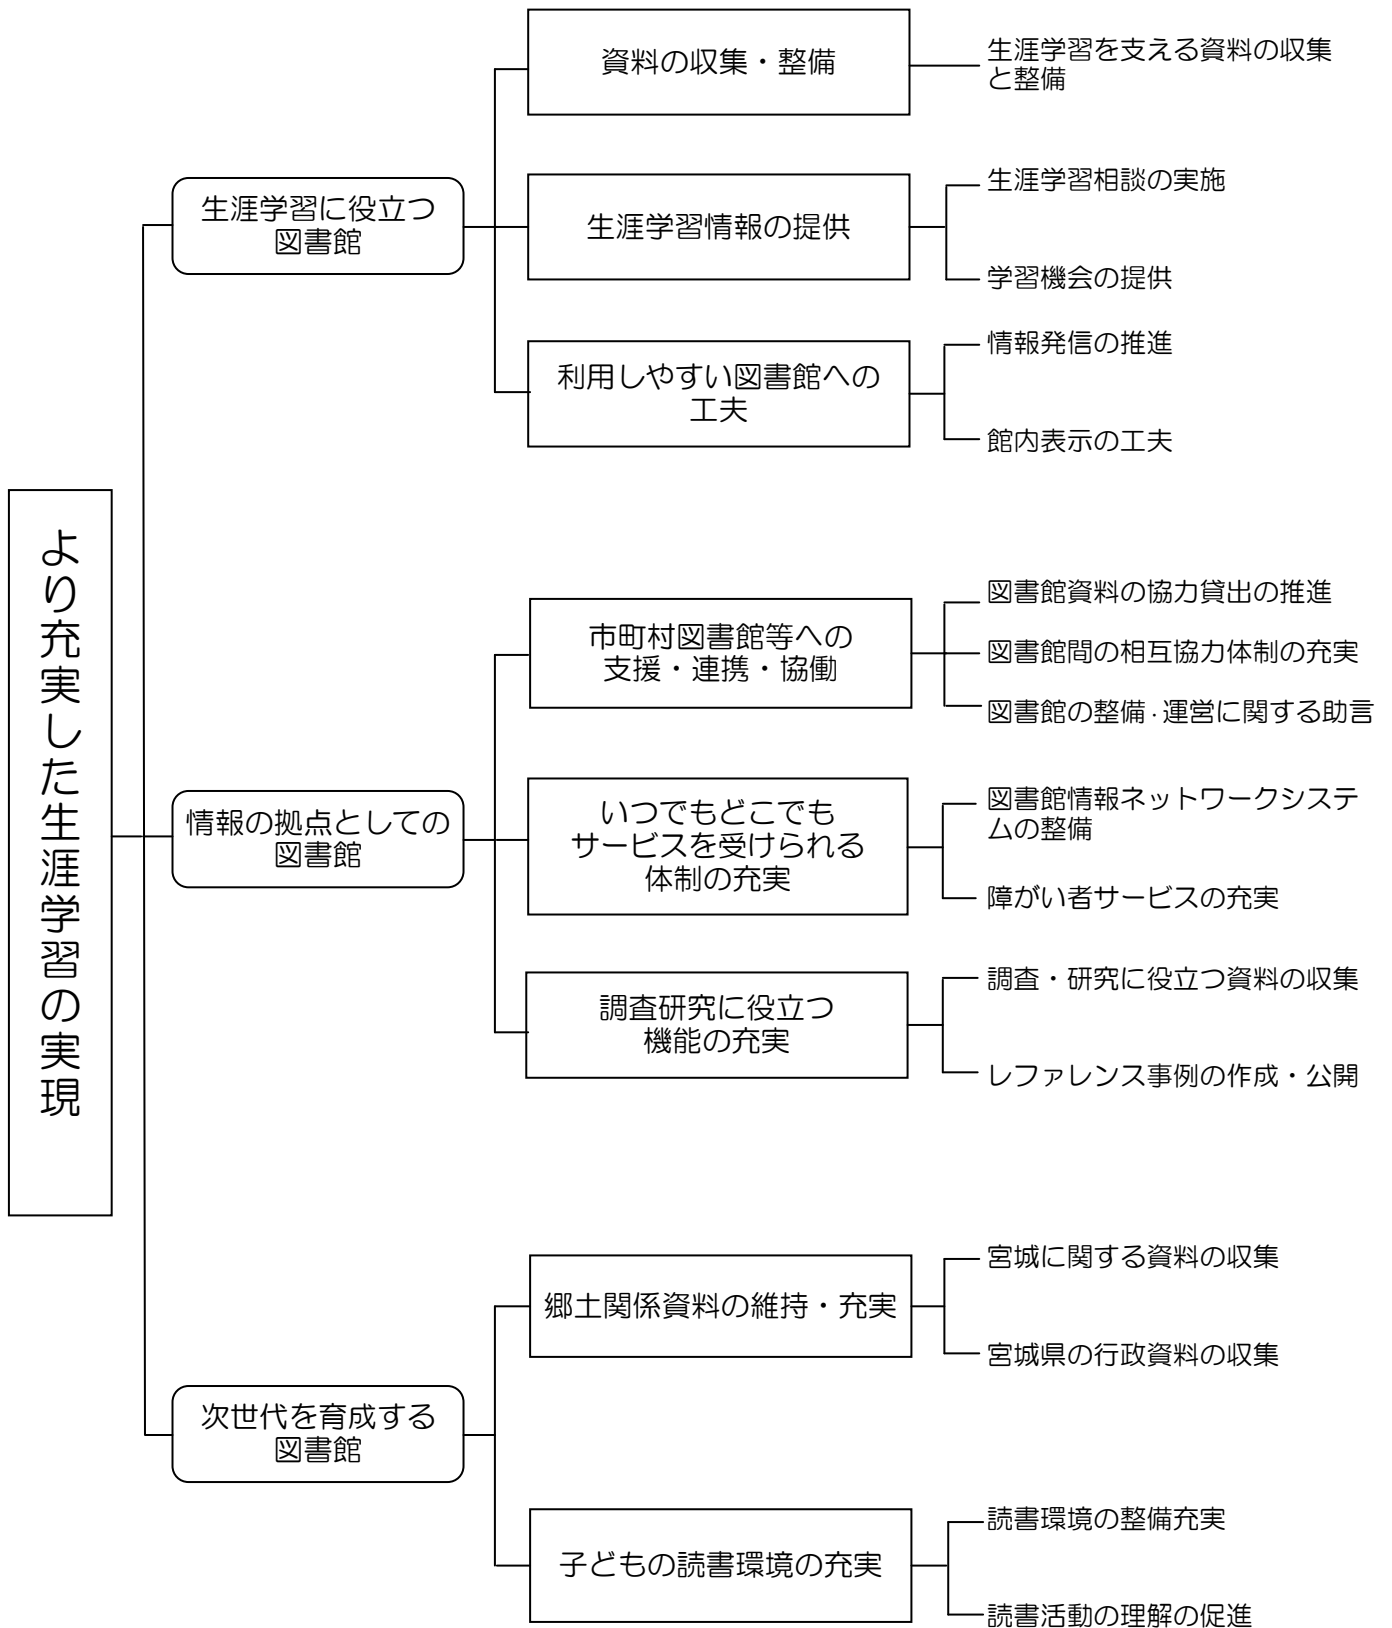 より充実した生涯学習の実現
生涯学習に役立つ
図書館
資料の収集・整備
生涯学習を支える資料の収集
と整備
生涯学習情報の提供
生涯学習相談の実施
学習機会の提供
利用しやすい図書館への
工夫
情報発信の推進
館内表示の工夫
情報の拠点としての
図書館
市町村図書館等への
支援・連携・協働
図書館資料の協力貸出の推進
図書館間の相互協力体制の充実
図書館の整備・運営に関する助言
いつでもどこでも
サービスを受けられる
体制の充実
図書館情報ネットワークシステ
ムの整備
障がい者サービスの充実
調査研究に役立つ
機能の充実
調査・研究に役立つ資料の収集
レファレンス事例の作成・公開
次世代を育成する
図書館
郷土関係資料の維持・充実
宮城に関する資料の収集
宮城県の行政資料の収集
子どもの読書環境の充実
読書環境の整備充実
読書活動の理解の促進